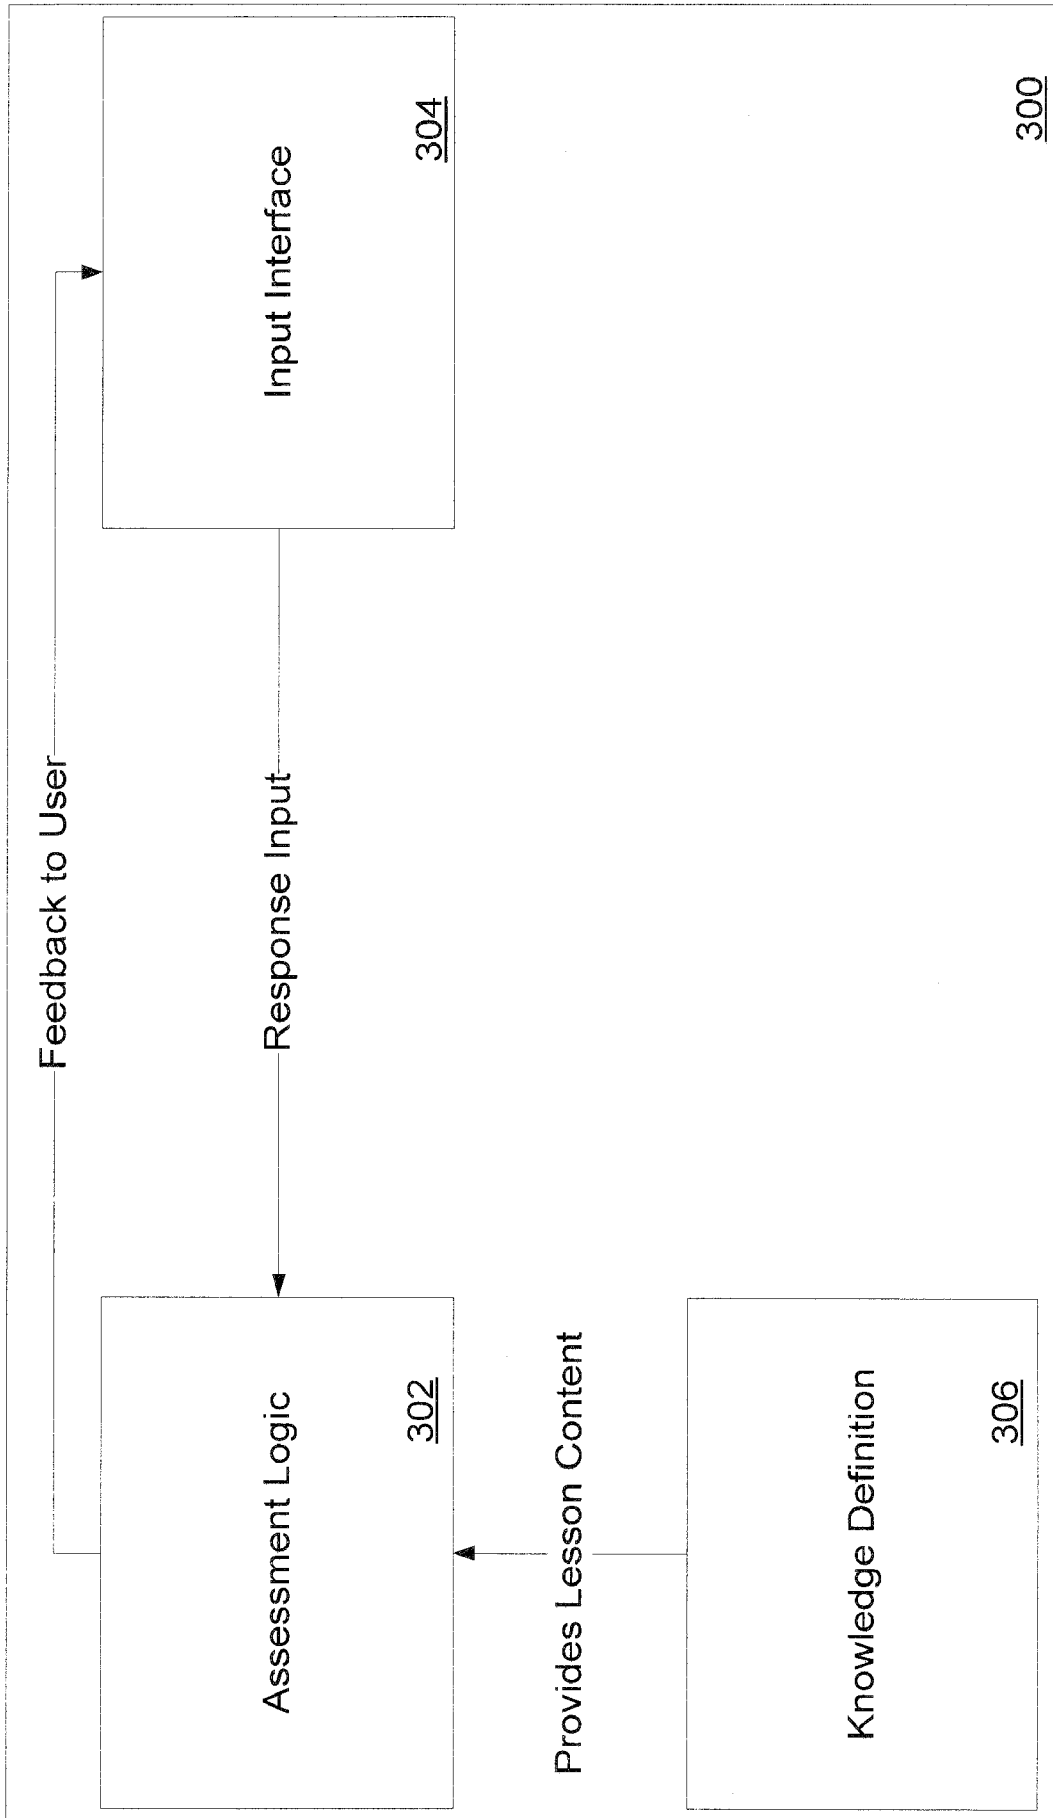 Feedback to User
Assessment Logic
302
Response Input
Input Interface
304
Provides Lesson Content
Knowledge Definition
306
300